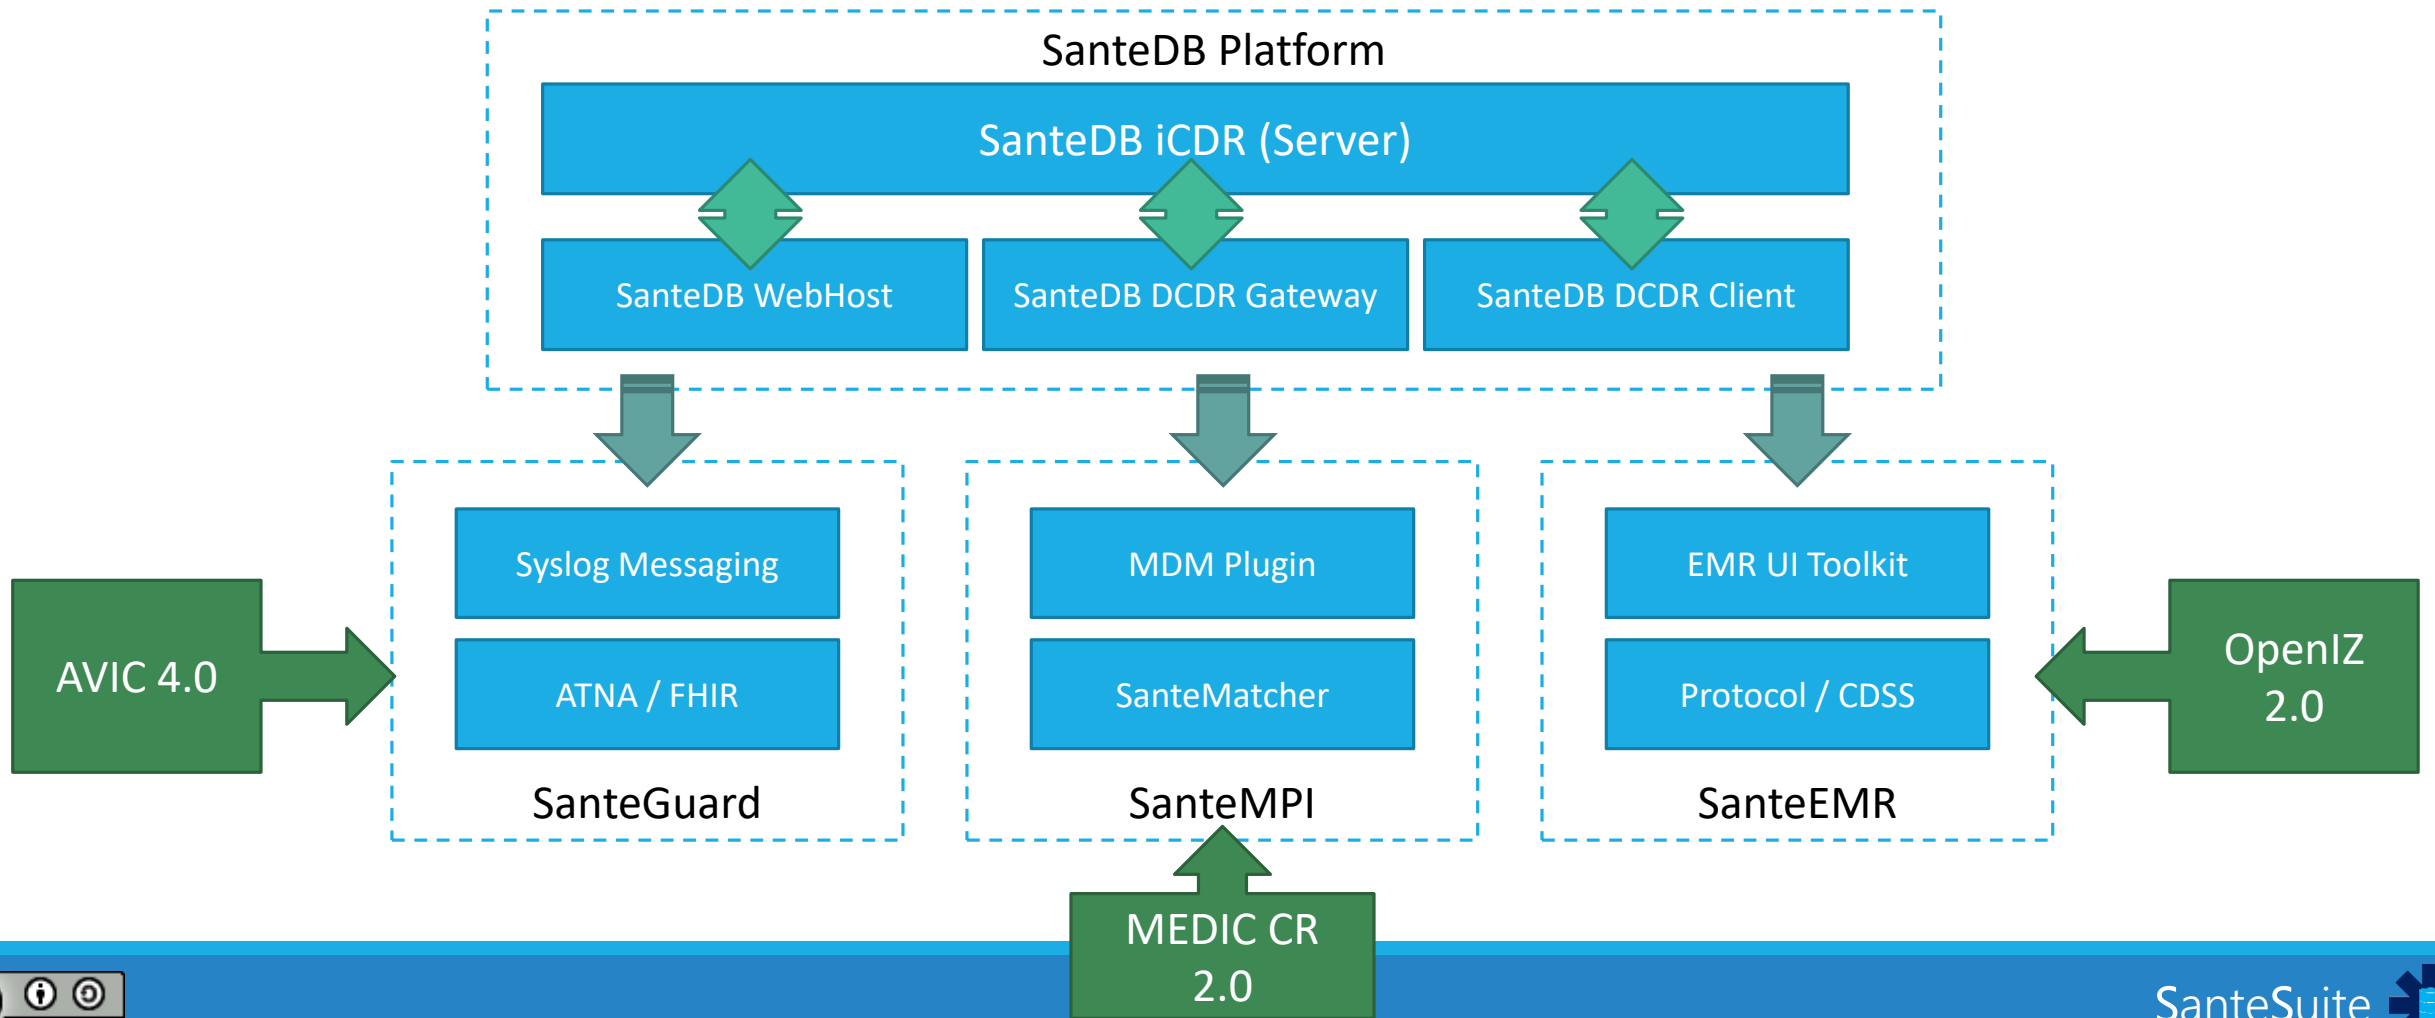 SanteDB Platform
SanteDB iCDR (Server)
SanteDB WebHost
SanteDB DCDR Gateway
SanteDB DCDR Client
Syslog Messaging
MDM Plugin
EMR UI Toolkit
AVIC 4.0
ATNA / FHIR
SanteMatcher
Protocol / CDSS
OpenIZ
2.0
SanteGuard
SanteMPI
SanteEMR
MEDIC CR
2.0
SanteSuite